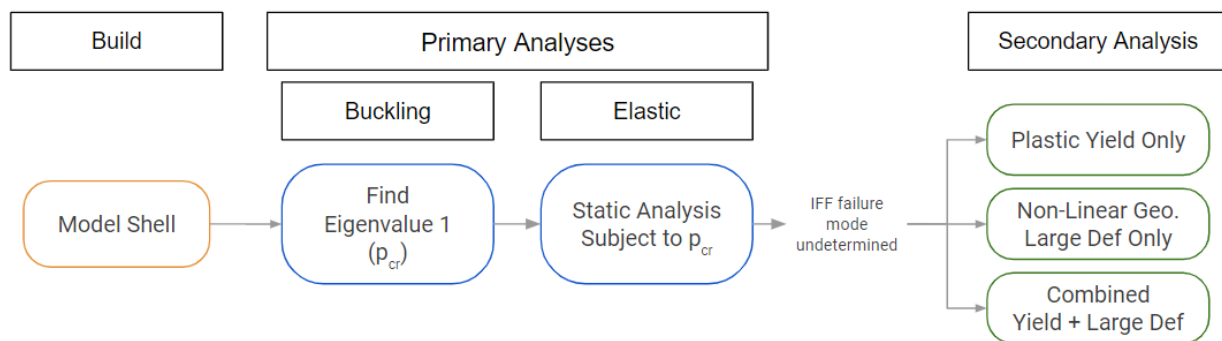 Build
Primary Analyses
Secondary Analysis
Buckling
Elastic
Model Shell
Find
Eigenvalue 1
(pcr)
Static Analysis
Subject to pcr
IFF failure
mode
undetermined
Plastic Yield Only
Non-Linear Geo.
Large Def Only
Combined
Yield + Large Def